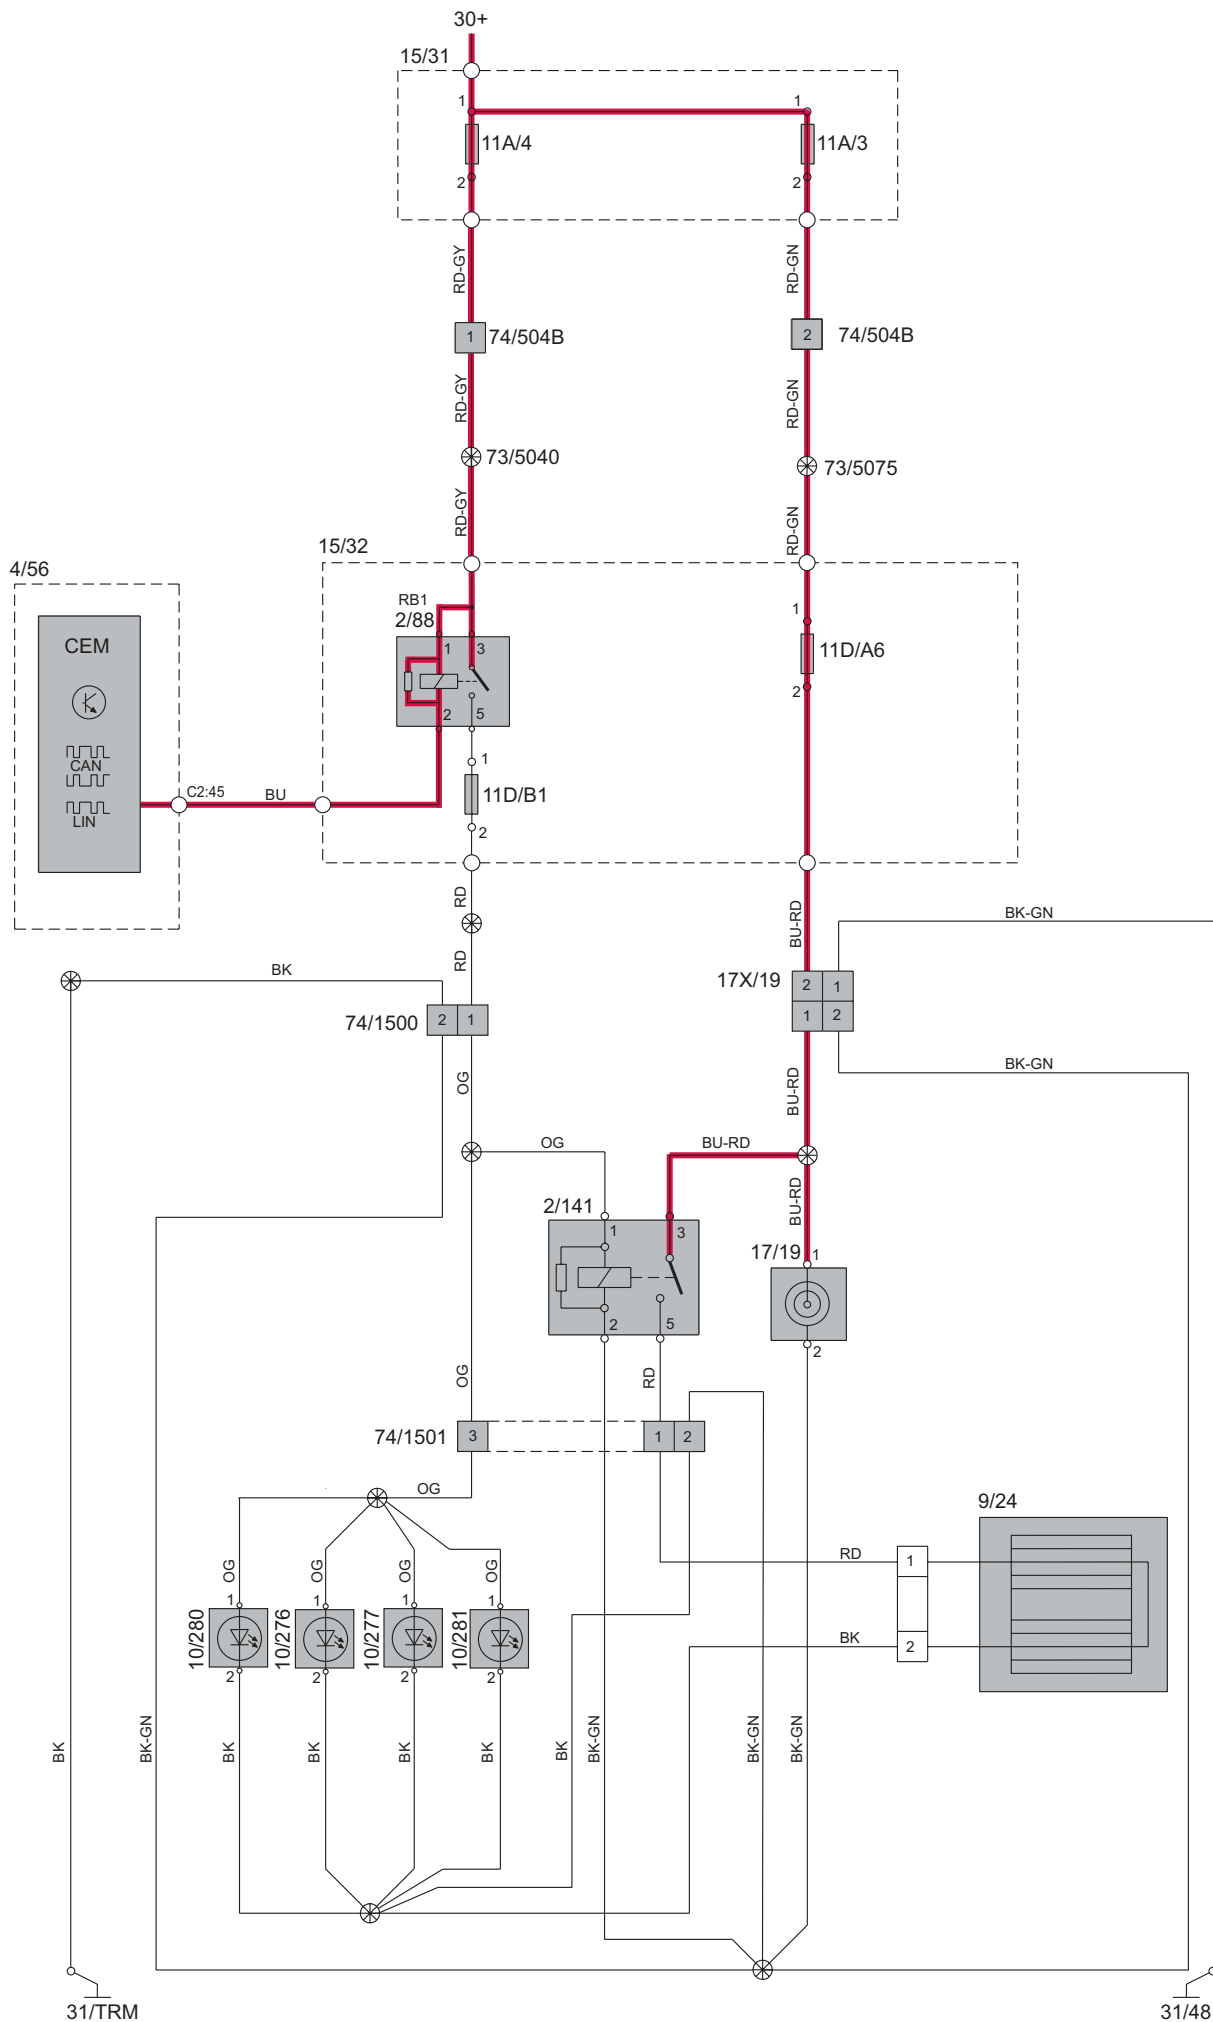 30+
15/31
1
1
11A/4
11A/3
2
2
RD-GY
RD-GN
1
74/504B
2
74/504B
RD-GY
RD-GN
73/5040
73/5075
RD-GY
RD-GN
15/32
4/56
RB1
2/88
1
CEM
1
3
11D/A6
2
2
5
CAN
1
C2:45
BU
11D/B1
LIN
2
RD
BU-RD
BK-GN
RD
BK
17X/19
2
1
74/1500
2
1
1
2
OG
BU-RD
BK-GN
OG
BU-RD
2/141
BU-RD
1
3
17/19
1
2
5
2
OG
RD
74/1501
3
1
2
OG
9/24
RD
1
OG
OG
OG
OG
1
1
1
1
10/280
10/276
10/277
10/281
BK
2
2
2
2
2
BK
BK-GN
BK
BK
BK
BK
BK
BK-GN
BK-GN
BK-GN
31/TRM
31/48